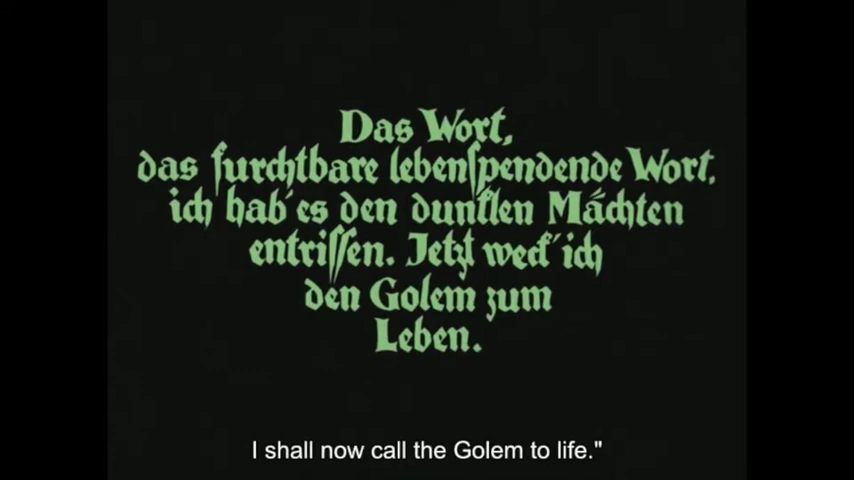 Das Wort,
das furchtbare lebenſpendende Wort,
ich hab' es den dunklen Mächten
entriſſen. Jetzt weck' ich
den Golem zum
Leben.
I shall now call the Golem to life."